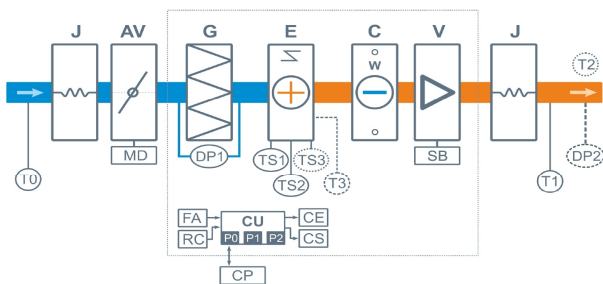 J AV G E C V J
W
T2
MD DP1 TS1 TS3 SB DP2
T0 TS2 T3 T1
FA CU CE
RC P0 P1 P2 CS
CP